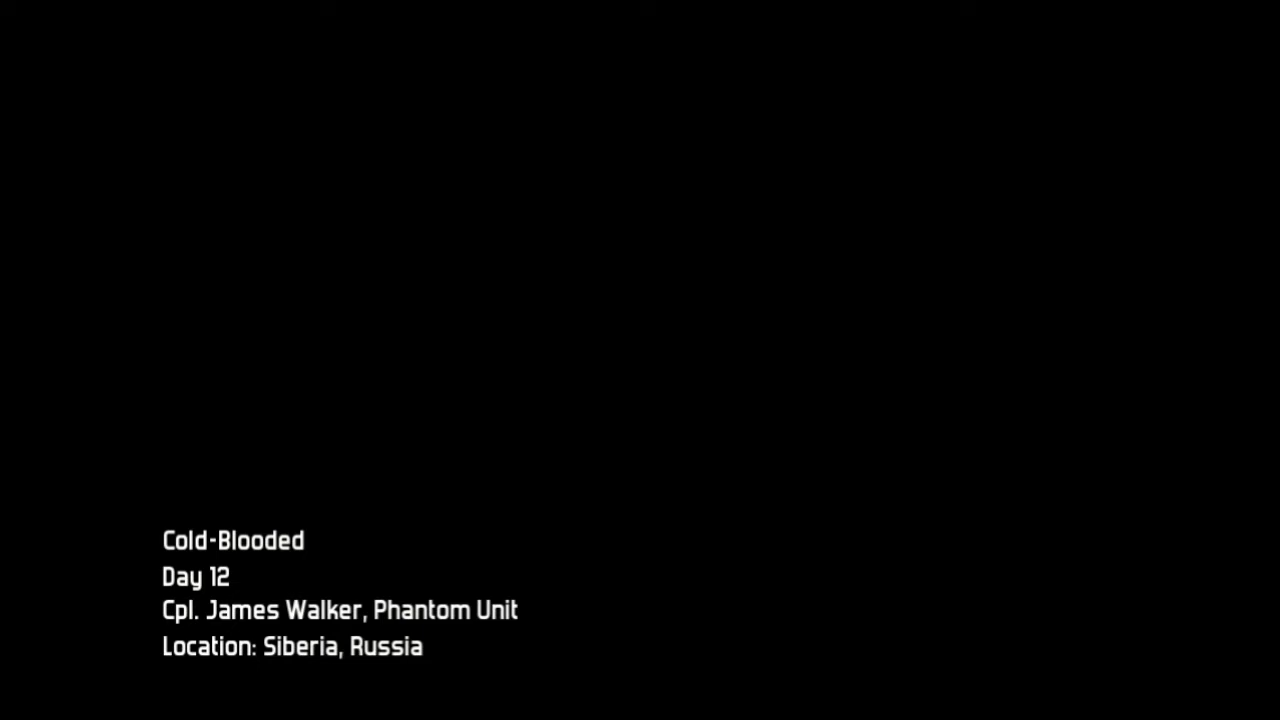 Cold-Blooded
Day 12
Cpl. James Walker, Phantom Unit
Location: Siberia, Russia